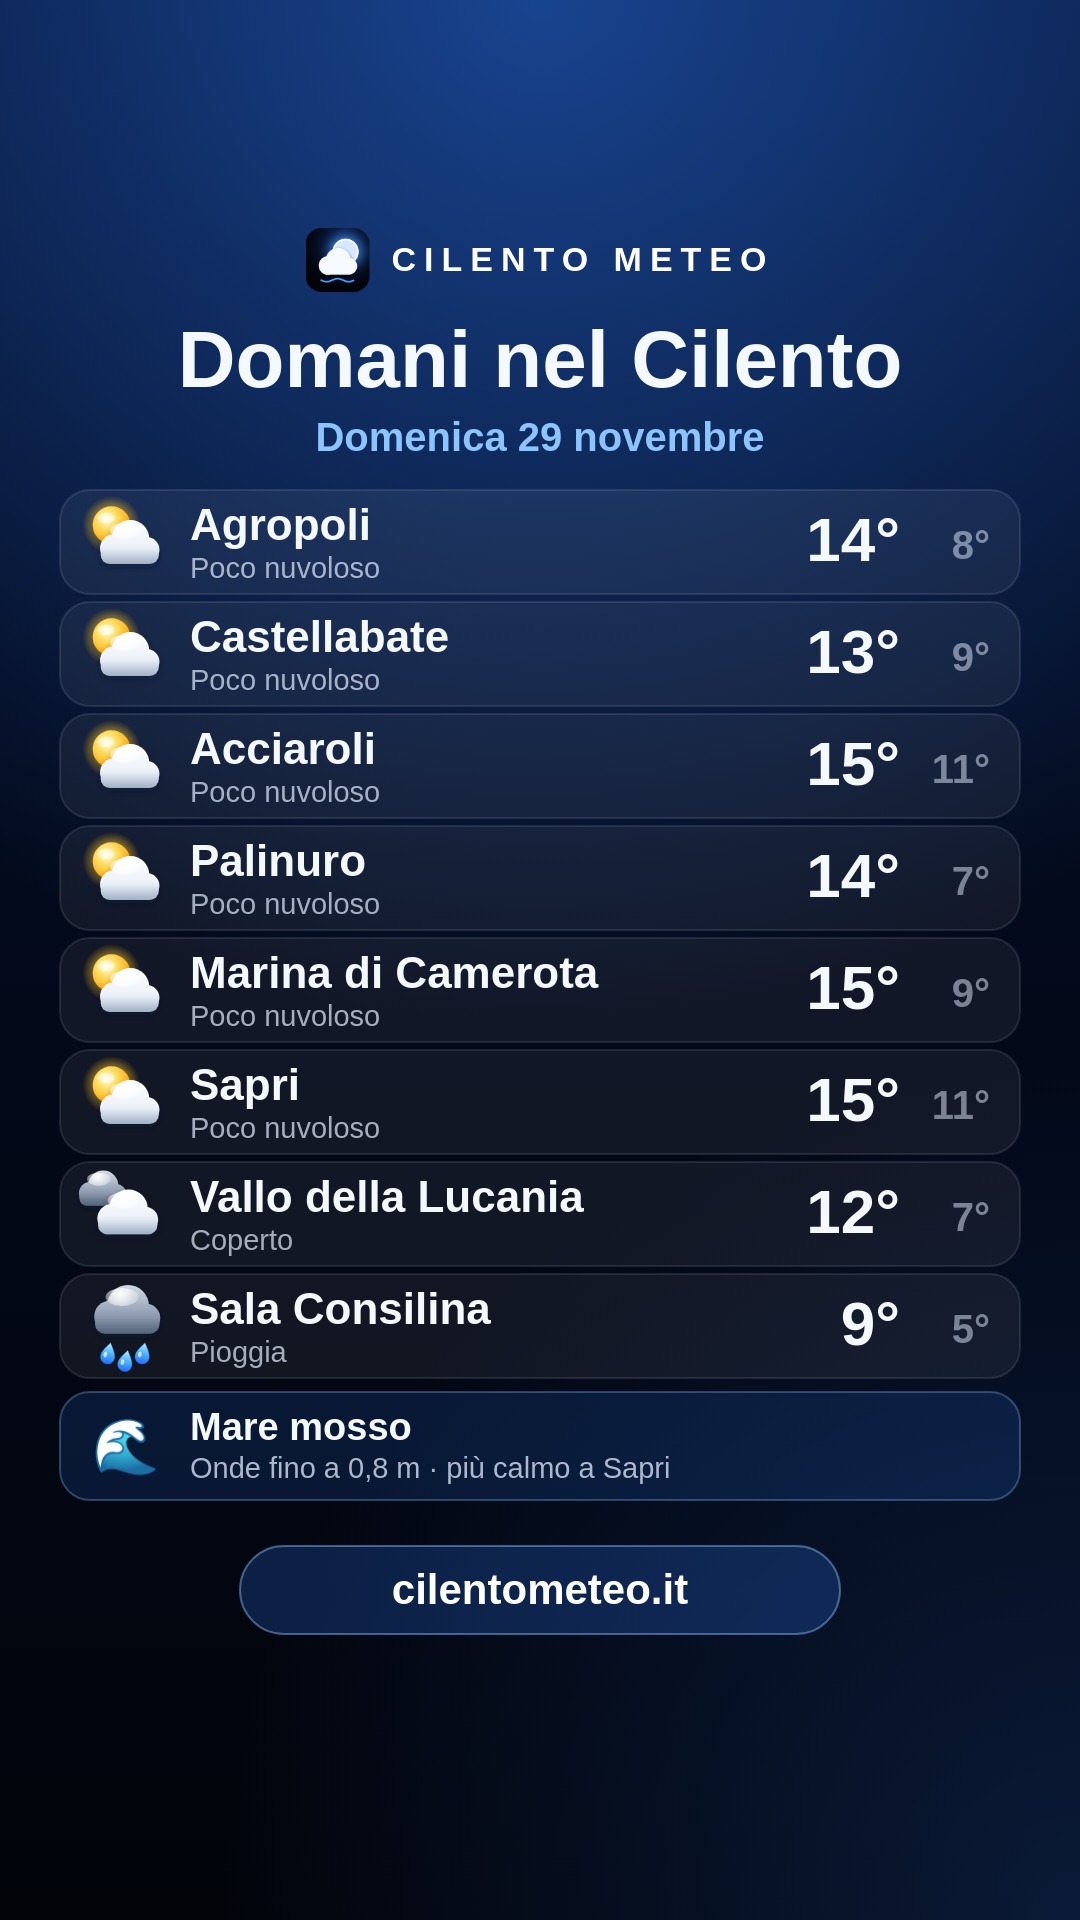 CILENTO METEO
Domani nel Cilento
Domenica 29 novembre
Agropoli
Poco nuvoloso
14° 8°
Castellabate
Poco nuvoloso
13° 9°
Acciaroli
Poco nuvoloso
15° 11°
Palinuro
Poco nuvoloso
14° 7°
Marina di Camerota
Poco nuvoloso
15° 9°
Sapri
Poco nuvoloso
15° 11°
Vallo della Lucania
Coperto
12° 7°
Sala Consilina
Pioggia
9° 5°
Mare mosso
Onde fino a 0,8 m · più calmo a Sapri
cilentometeo.it